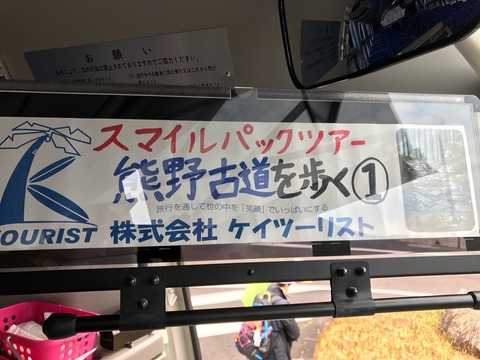 お願い
スマイルパックツアー
熊野古道を歩く①
旅行を通して世の中を「笑顔」でいっぱいにする
TOURIST 株式会社 ケイツーリスト